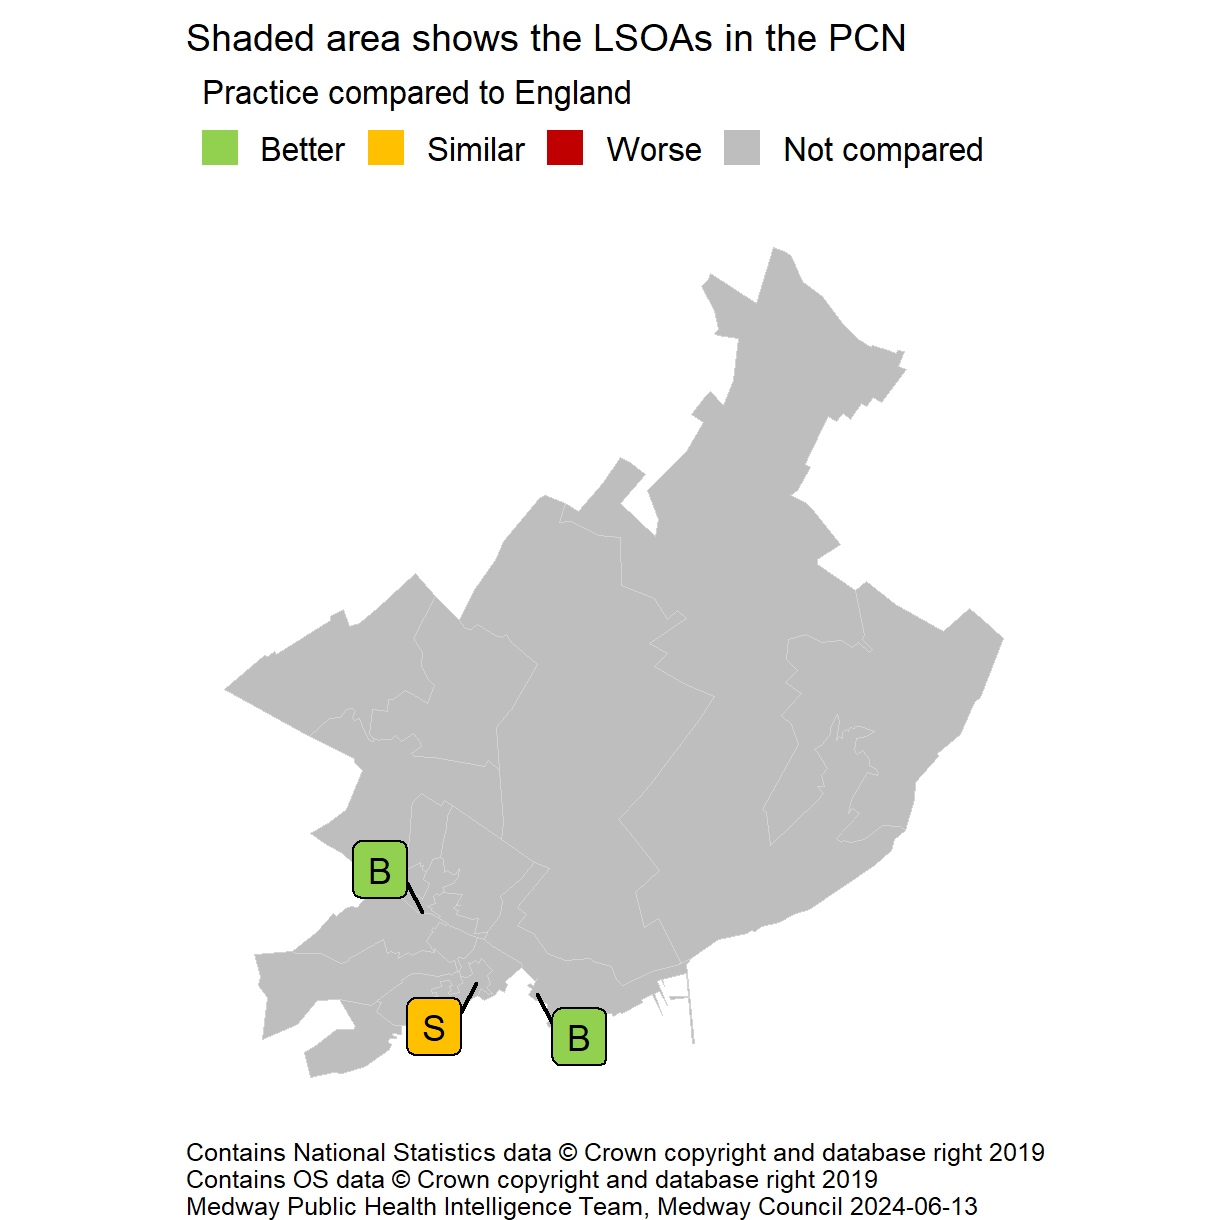 Shaded area shows the LSOAs in the PCN
Practice compared to England
Better Similar Worse Not compared
B
S
B
Contains National Statistics data © Crown copyright and database right 2019
Contains OS data © Crown copyright and database right 2019
Medway Public Health Intelligence Team, Medway Council 2024-06-13